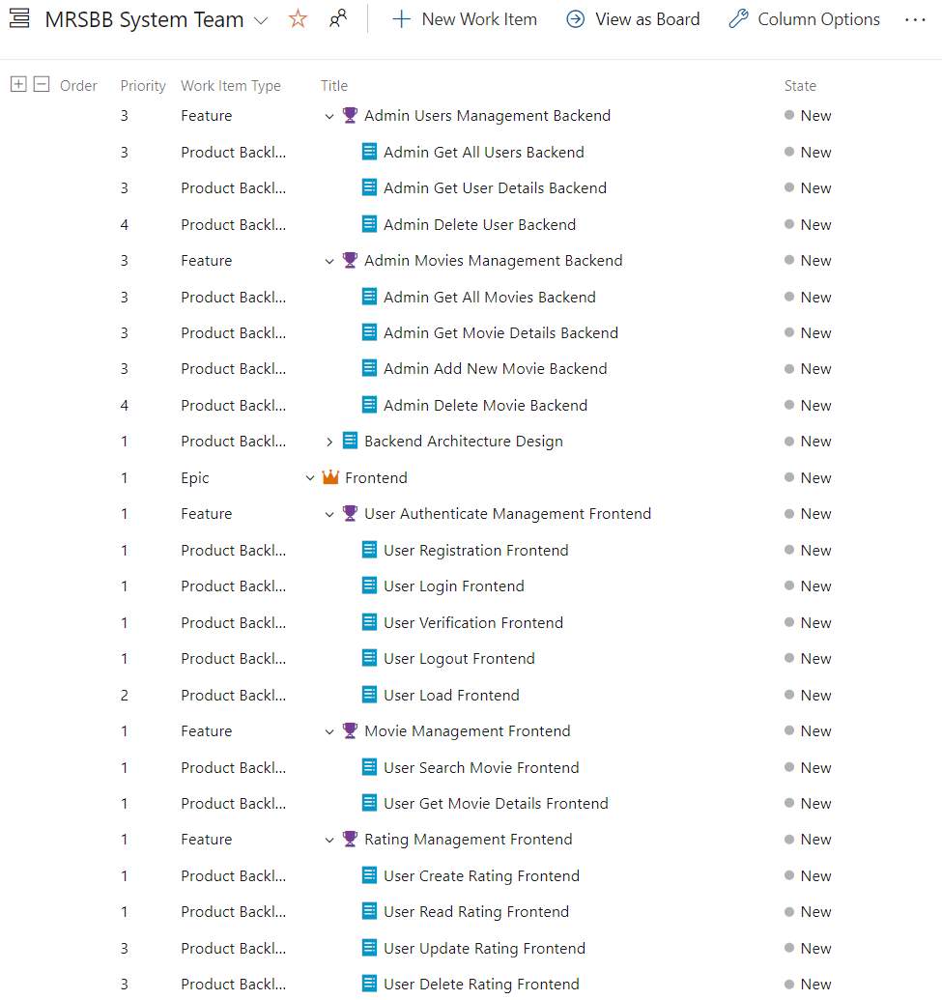 MRSBB System Team New Work Item View as Board Column Options
Order Priority Work Item Type Title State
3 Feature Admin Users Management Backend New
3 Product Backl... Admin Get All Users Backend New
3 Product Backl... Admin Get User Details Backend New
4 Product Backl... Admin Delete User Backend New
3 Feature Admin Movies Management Backend New
3 Product Backl... Admin Get All Movies Backend New
3 Product Backl... Admin Get Movie Details Backend New
3 Product Backl... Admin Add New Movie Backend New
4 Product Backl... Admin Delete Movie Backend New
1 Product Backl... Backend Architecture Design New
1 Epic Frontend New
1 Feature User Authenticate Management Frontend New
1 Product Backl... User Registration Frontend New
1 Product Backl... User Login Frontend New
1 Product Backl... User Verification Frontend New
1 Product Backl... User Logout Frontend New
2 Product Backl... User Load Frontend New
1 Feature Movie Management Frontend New
1 Product Backl... User Search Movie Frontend New
1 Product Backl... User Get Movie Details Frontend New
1 Feature Rating Management Frontend New
1 Product Backl... User Create Rating Frontend New
1 Product Backl... User Read Rating Frontend New
3 Product Backl... User Update Rating Frontend New
3 Product Backl... User Delete Rating Frontend New